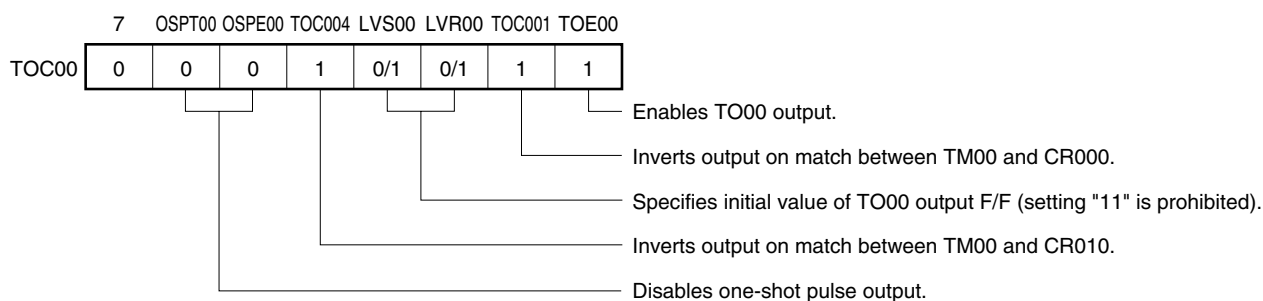 7 OSPT00 OSPE00 TOC004 LVS00 LVR00 TOC001 TOE00
TOC00 0 0 0 1 0/1 0/1 1 1
Enables TO00 output.
Inverts output on match between TM00 and CR000.
Specifies initial value of TO00 output F/F (setting "11" is prohibited).
Inverts output on match between TM00 and CR010.
Disables one-shot pulse output.